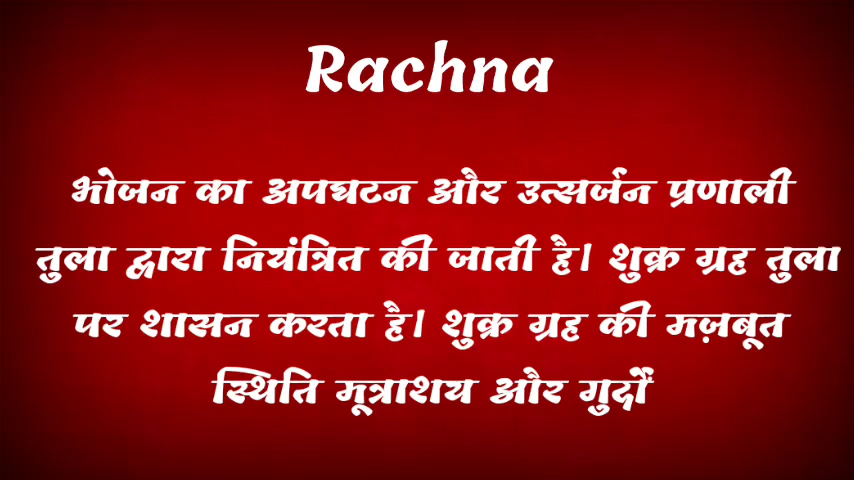 Rachna
भोजन का अपघटन और उत्सर्जन प्रणाली
तुला द्वारा नियंत्रित की जाती है। शुक्र ग्रह तुला
पर शासन करता है। शुक्र ग्रह की मज़बूत
स्थिति मूत्राशय और गुर्दों